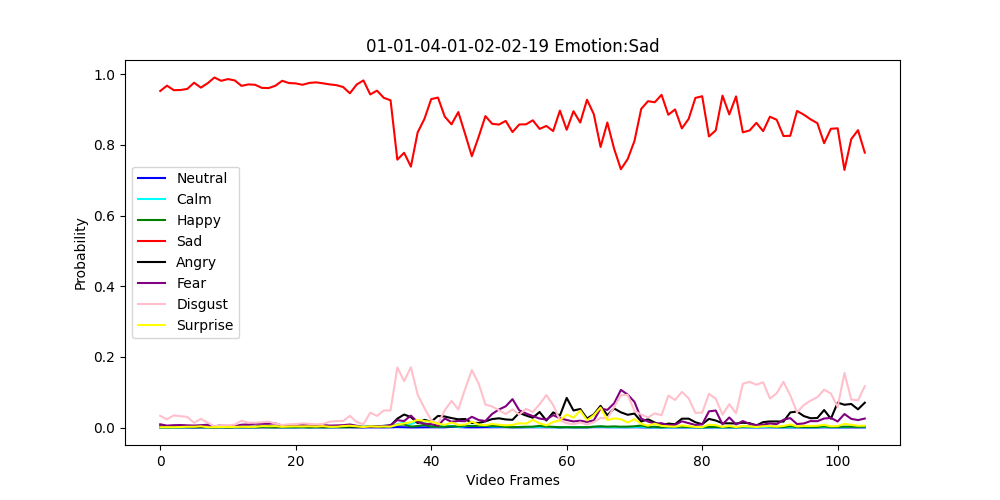 01-01-04-01-02-02-19 Emotion:Sad
1.0
0.8
0.6
0.4
0.2
0.0
Probability
Neutral
Calm
Happy
Sad
Angry
Fear
Disgust
Surprise
0 20 40 60 80 100
Video Frames